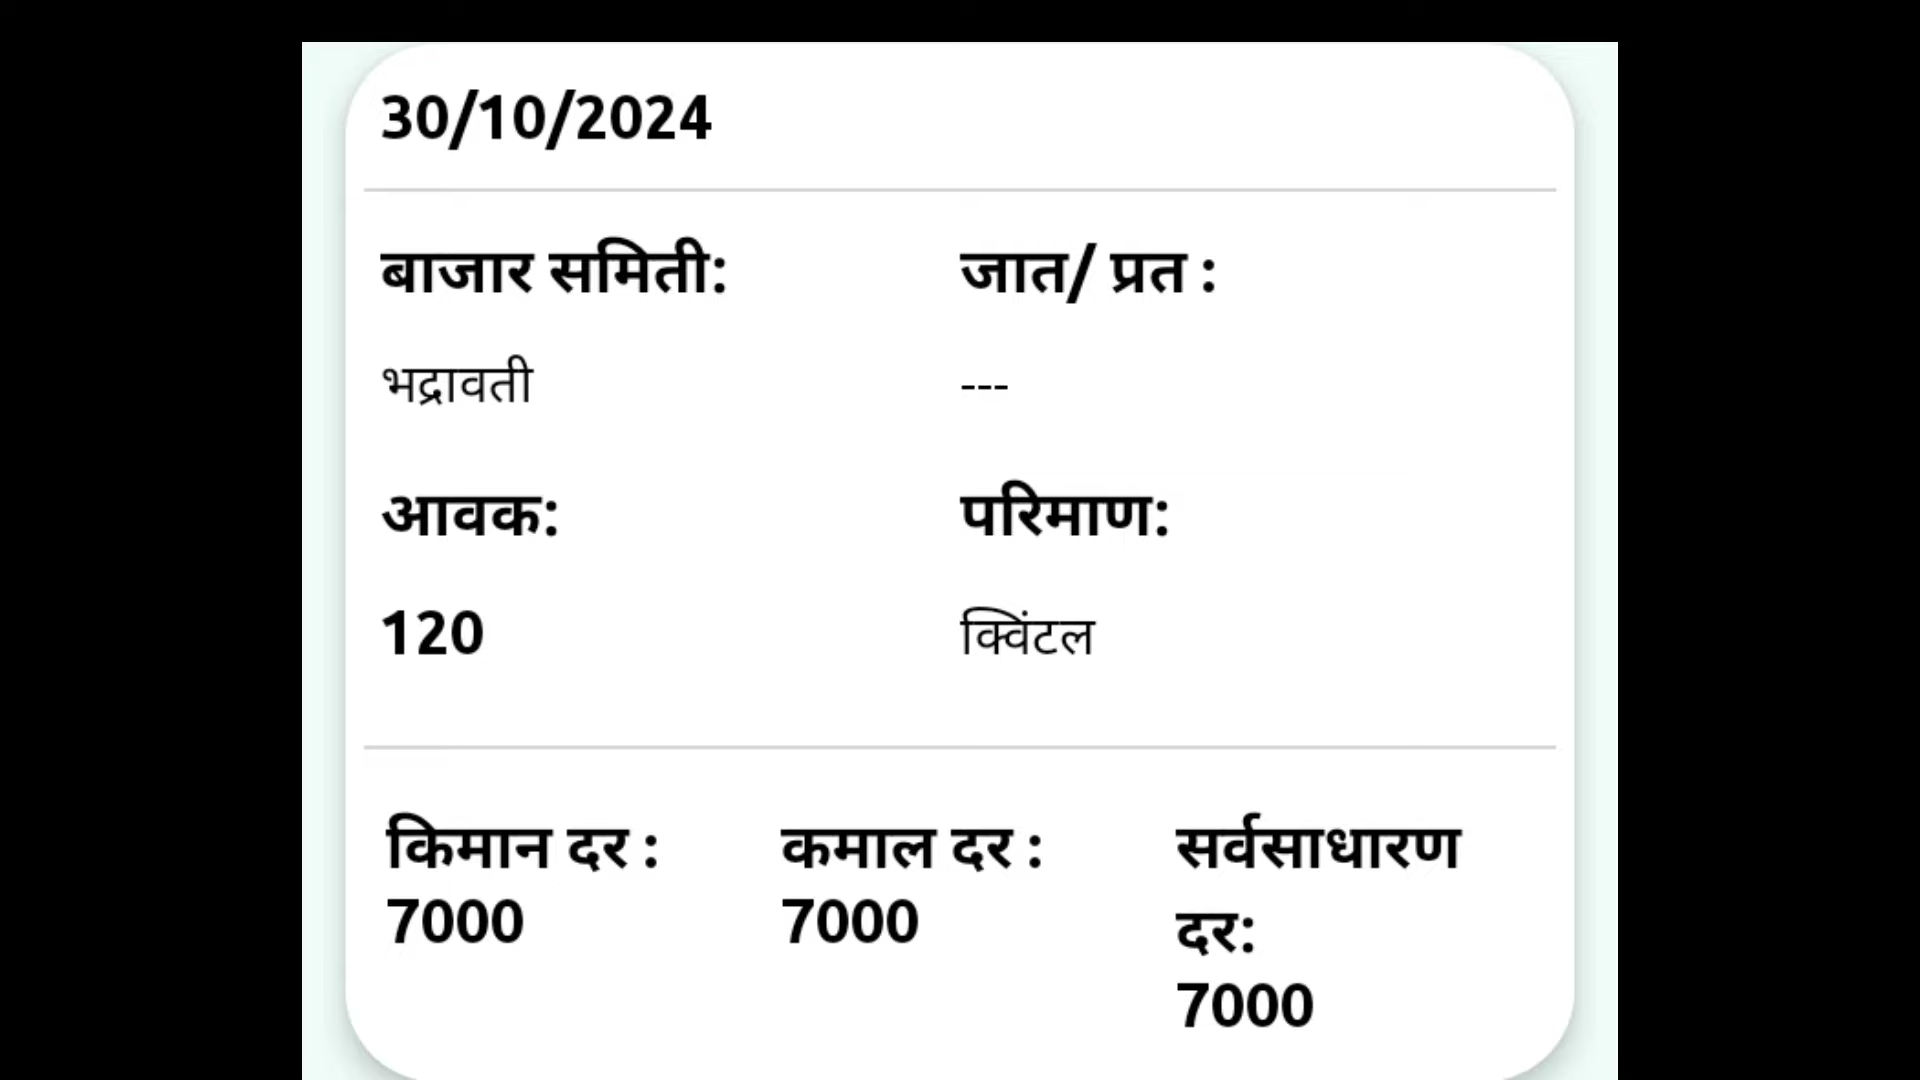 30/10/2024
बाजार समिती: जात/ प्रत :
भद्रावती ---
आवक: परिमाण:
120 क्विंटल
किमान दर : कमाल दर : सर्वसाधारण
7000 7000 दर:
7000